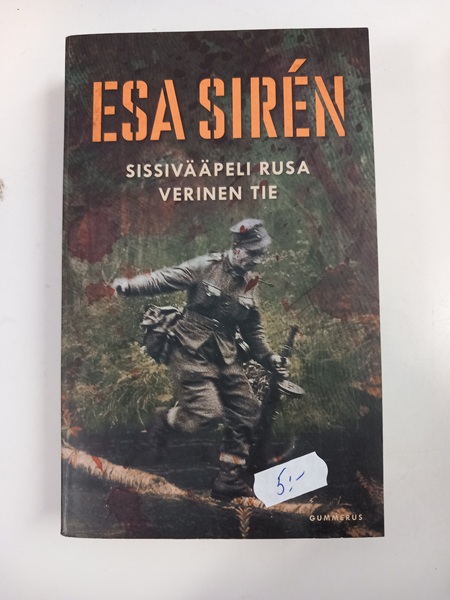 ESA SIRÉN
SISSIVÄÄPELI RUSA
VERINEN TIE
5:-
GUMMERUS